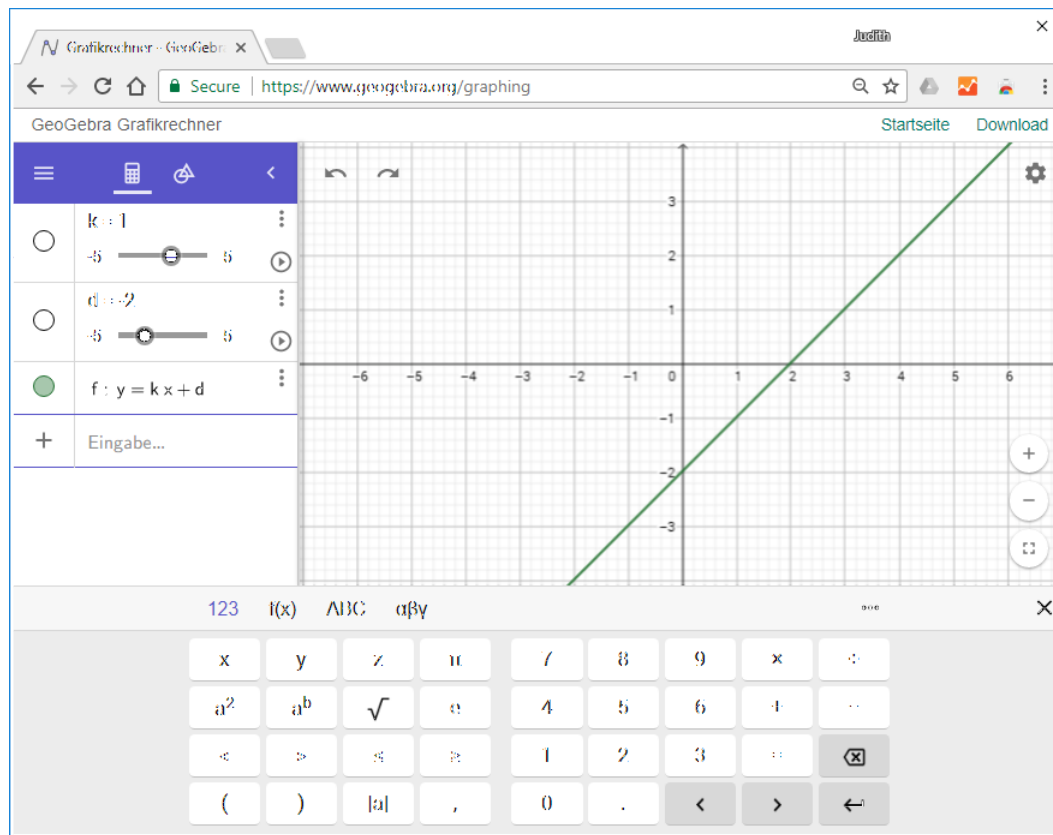 Judith
Grafikrechner - GeoGebr
Secure | https://www.geogebra.org/graphing
GeoGebra Grafikrechner Startseite Download
k = 1
-5 5
d = -2
-5 5
f : y = k x + d
+ Eingabe...
3
2
1
-6 -5 -4 -3 -2 -1 0 1 2 3 4 5 6
-1
-2
-3
123 f(x) ABC αβγ
x y z π 7 8 9 × ÷
a² aᵇ √ e 4 5 6 + −
< > ≤ ≥ 1 2 3 =
( ) |a| , 0 . < >